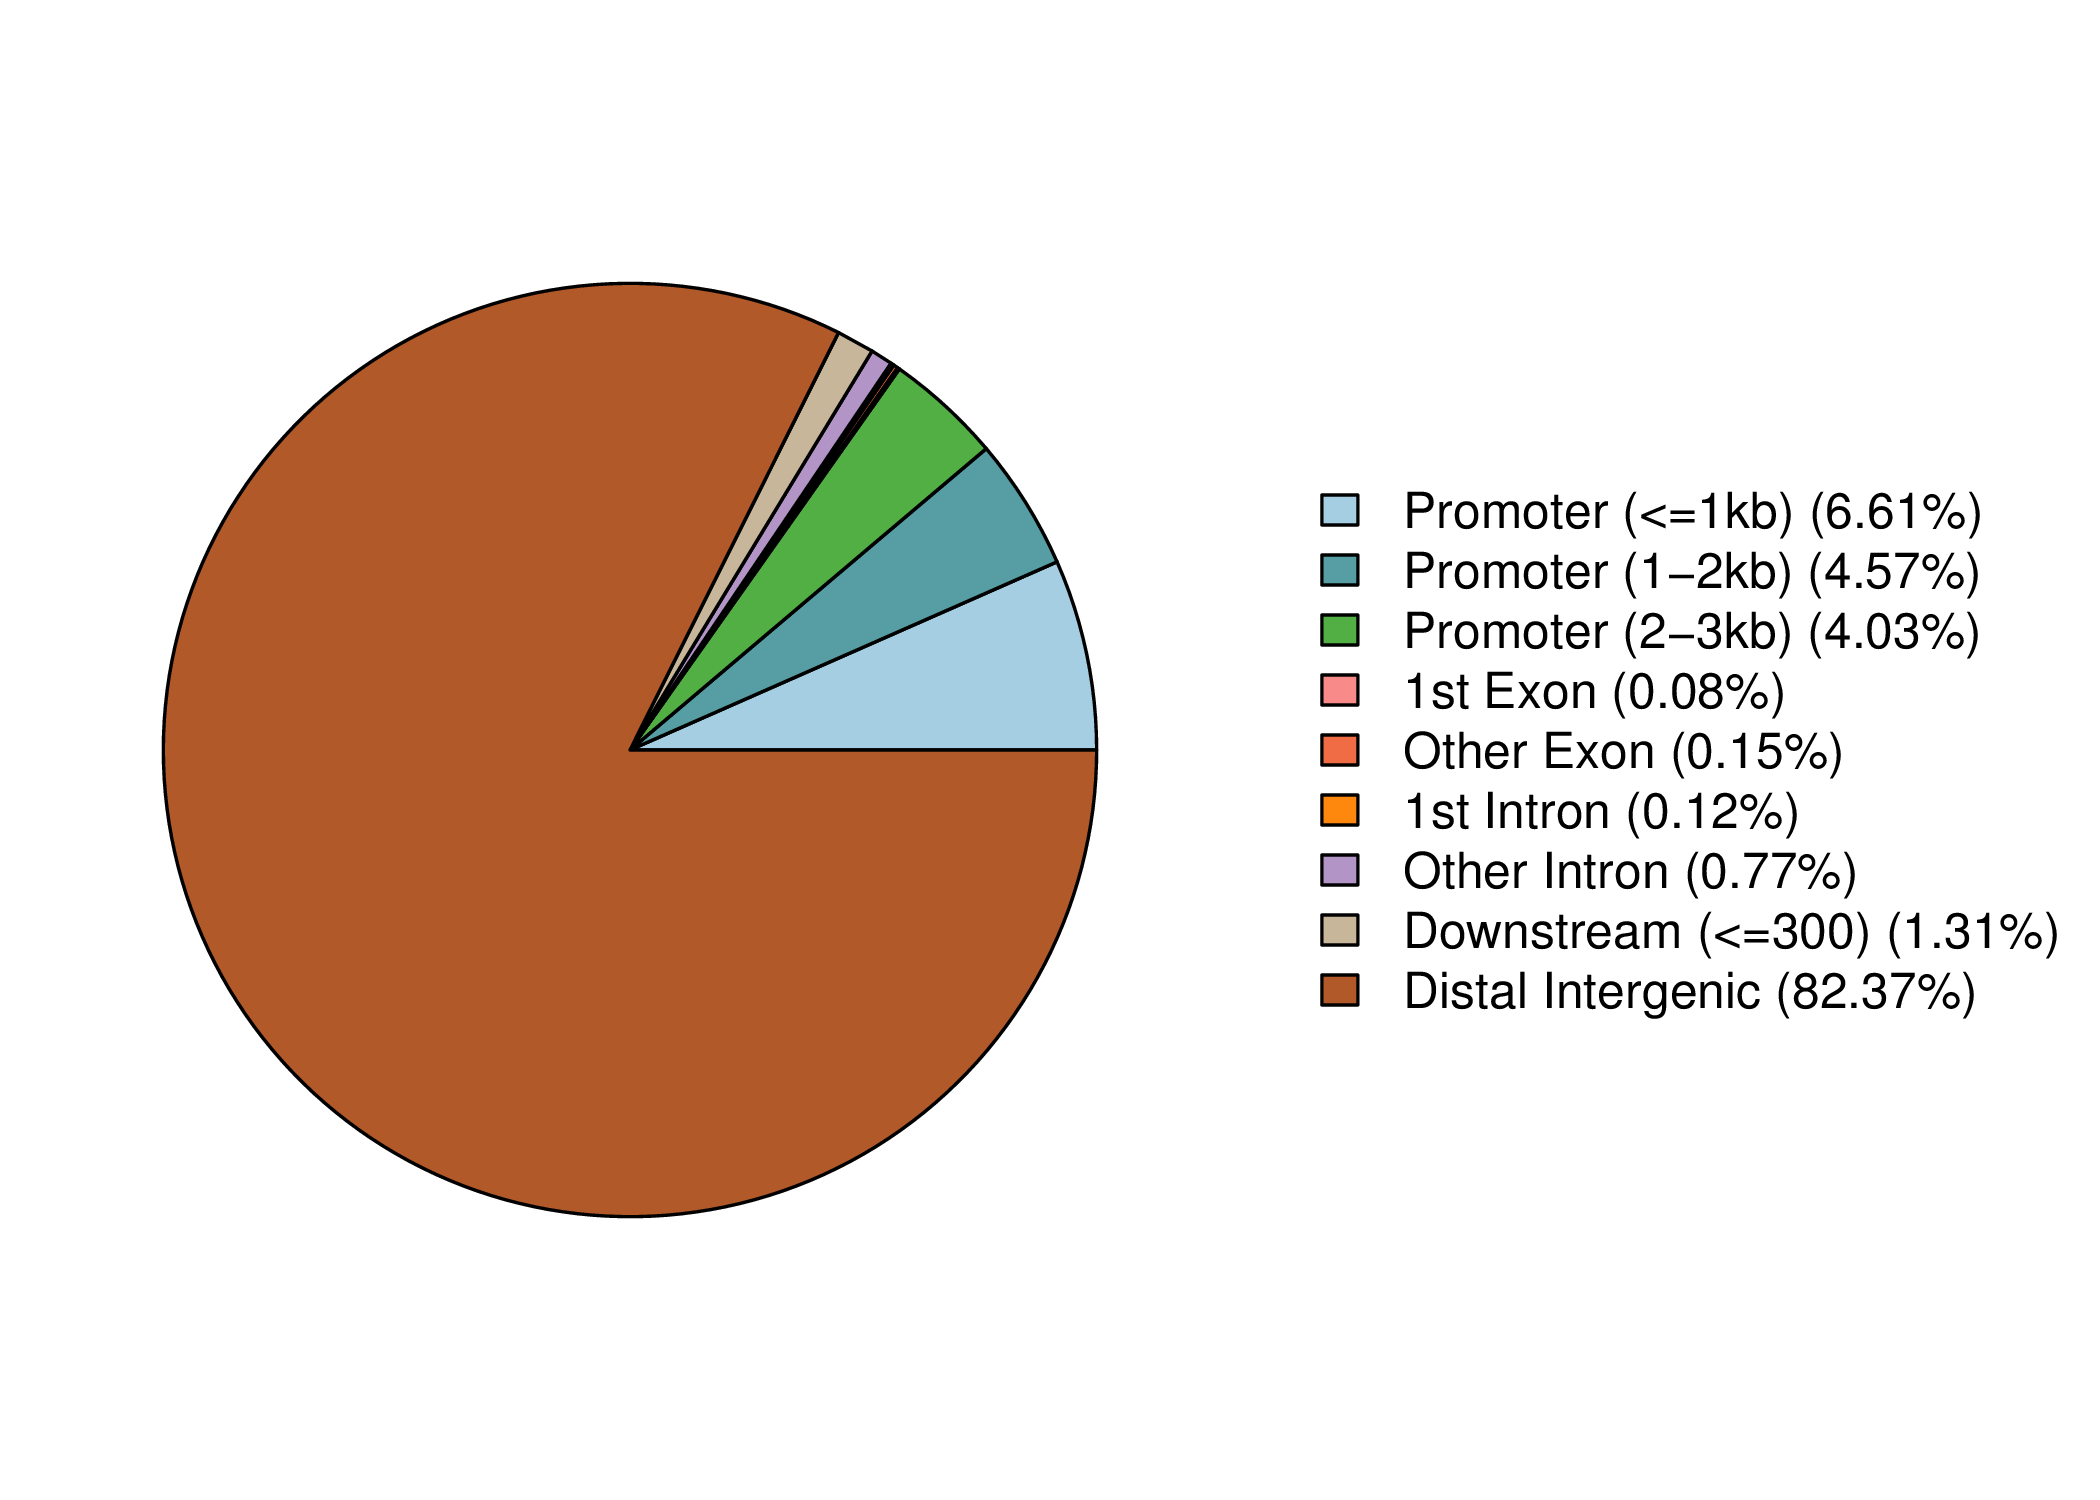 Promoter (<=1kb) (6.61%)
Promoter (1−2kb) (4.57%)
Promoter (2−3kb) (4.03%)
1st Exon (0.08%)
Other Exon (0.15%)
1st Intron (0.12%)
Other Intron (0.77%)
Downstream (<=300) (1.31%)
Distal Intergenic (82.37%)